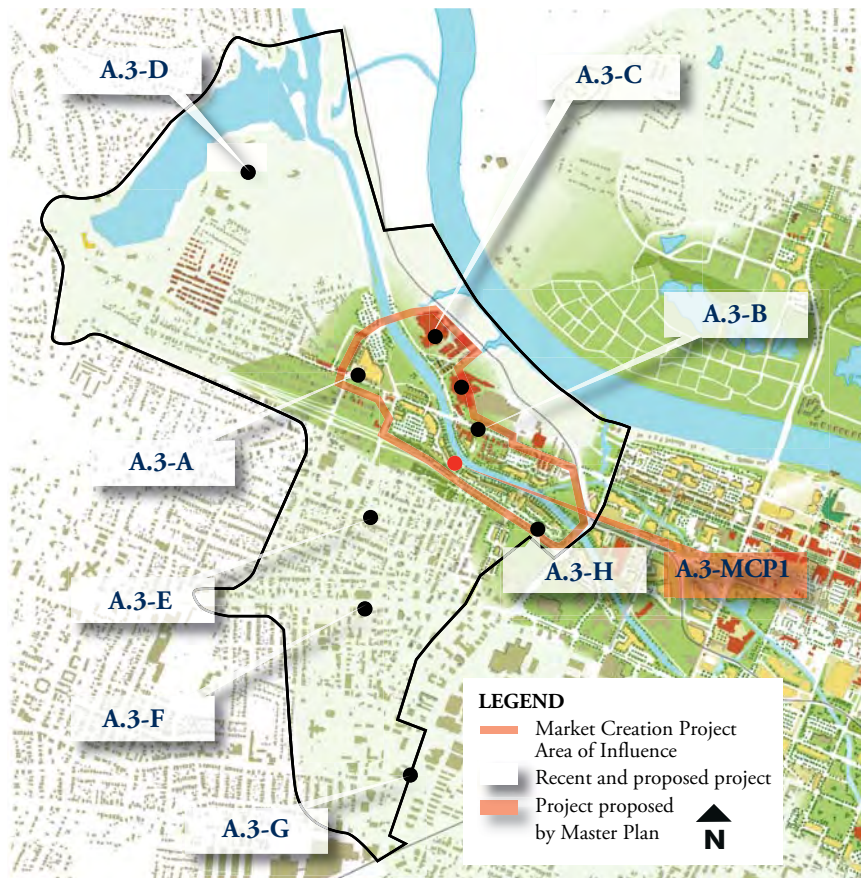 A.3-D
A.3-C
A.3-B
A.3-A
A.3-H
A.3-MCP1
A.3-E
A.3-F
A.3-G
LEGEND
Market Creation Project
Area of Influence
Recent and proposed project
Project proposed
by Master Plan
N